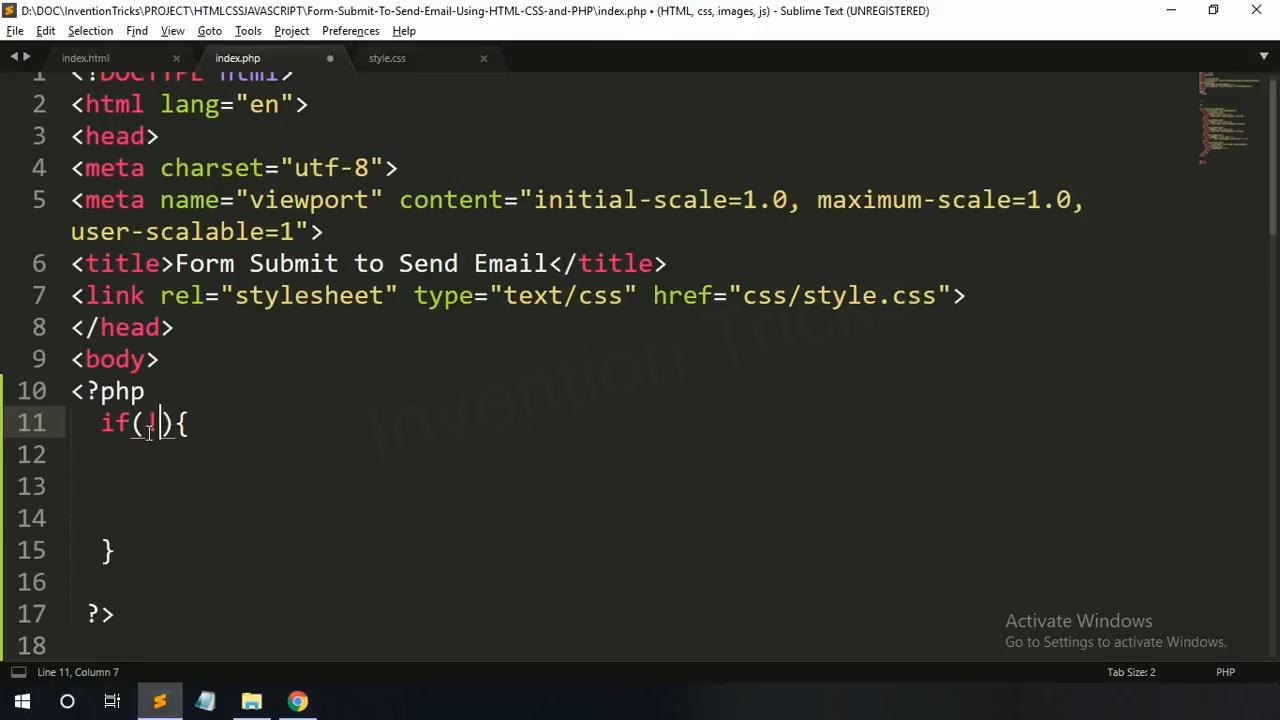 D:\DOC\InventionTricks\PROJECT\HTMLCSSJAVASCRIPT\Form-Submit-To-Send-Email-Using-HTML-CSS-and-PHP\index.php • (HTML, css, images, js) - Sublime Text (UNREGISTERED)
File Edit Selection Find View Goto Tools Project Preferences Help
index.html index.php style.css
1 <!DOCTYPE html>
2 <html lang="en">
3 <head>
4 <meta charset="utf-8">
5 <meta name="viewport" content="initial-scale=1.0, maximum-scale=1.0,
user-scalable=1">
6 <title>Form Submit to Send Email</title>
7 <link rel="stylesheet" type="text/css" href="css/style.css">
8 </head>
9 <body>
10 <?php
11 if(!){
12
13
14
15 }
16
17 ?>
18
Invention Tricks
Activate Windows
Go to Settings to activate Windows.
Line 11, Column 7 Tab Size: 2 PHP